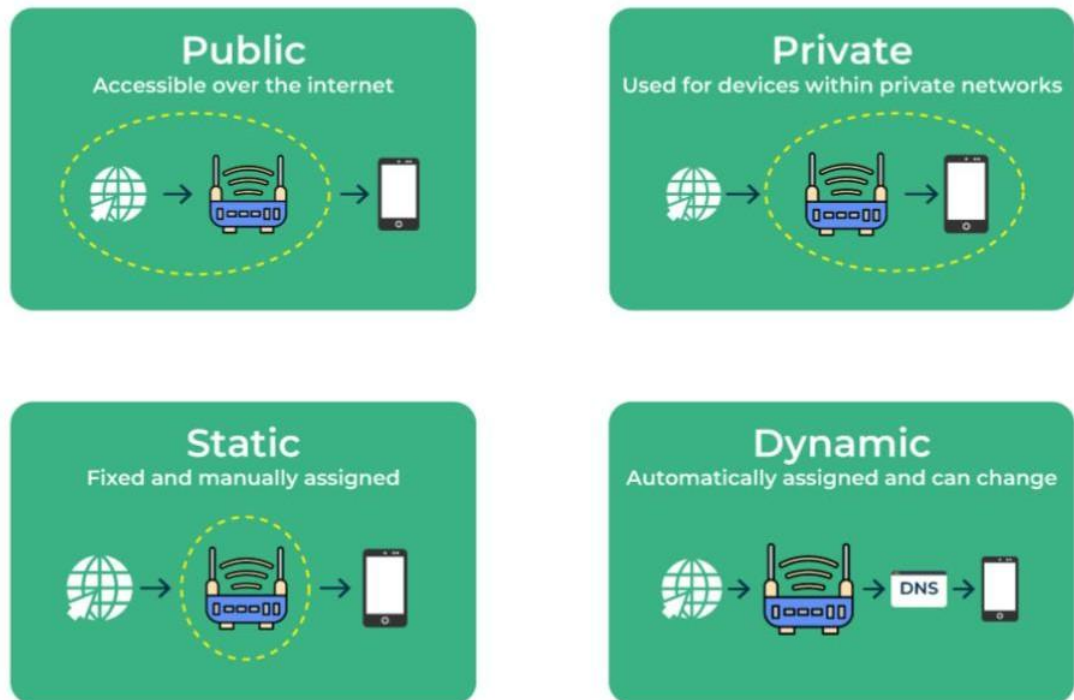 Public
Accessible over the internet
Private
Used for devices within private networks
Static
Fixed and manually assigned
Dynamic
Automatically assigned and can change
DNS